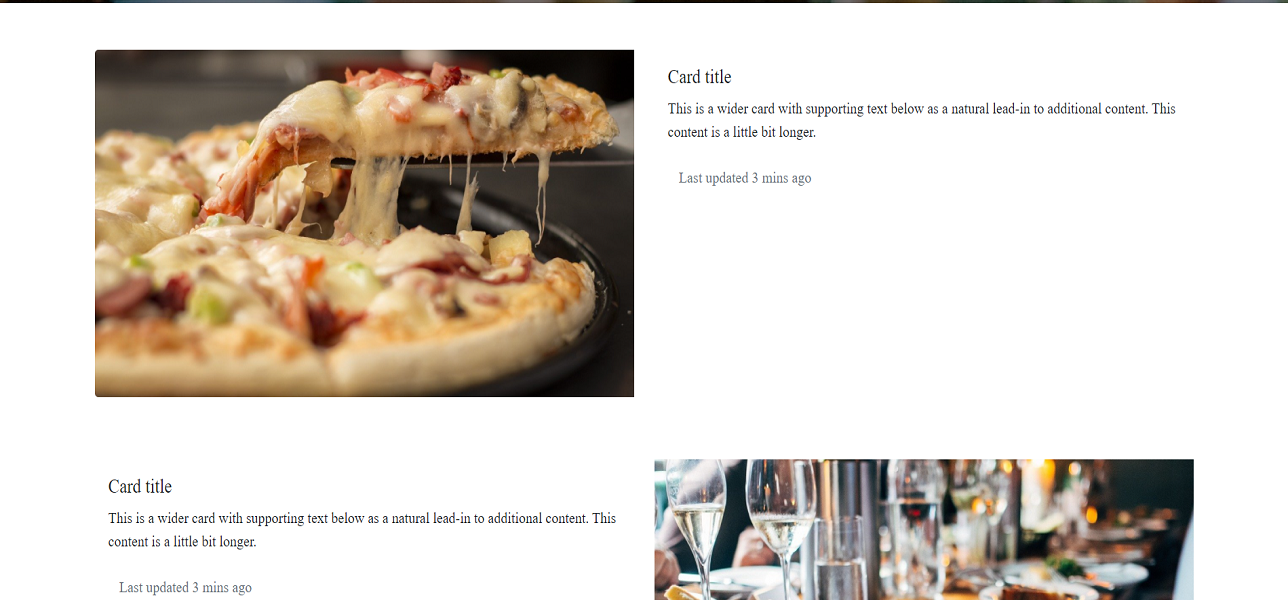 Card title
This is a wider card with supporting text below as a natural lead-in to additional content. This
content is a little bit longer.
Last updated 3 mins ago
Card title
This is a wider card with supporting text below as a natural lead-in to additional content. This
content is a little bit longer.
Last updated 3 mins ago